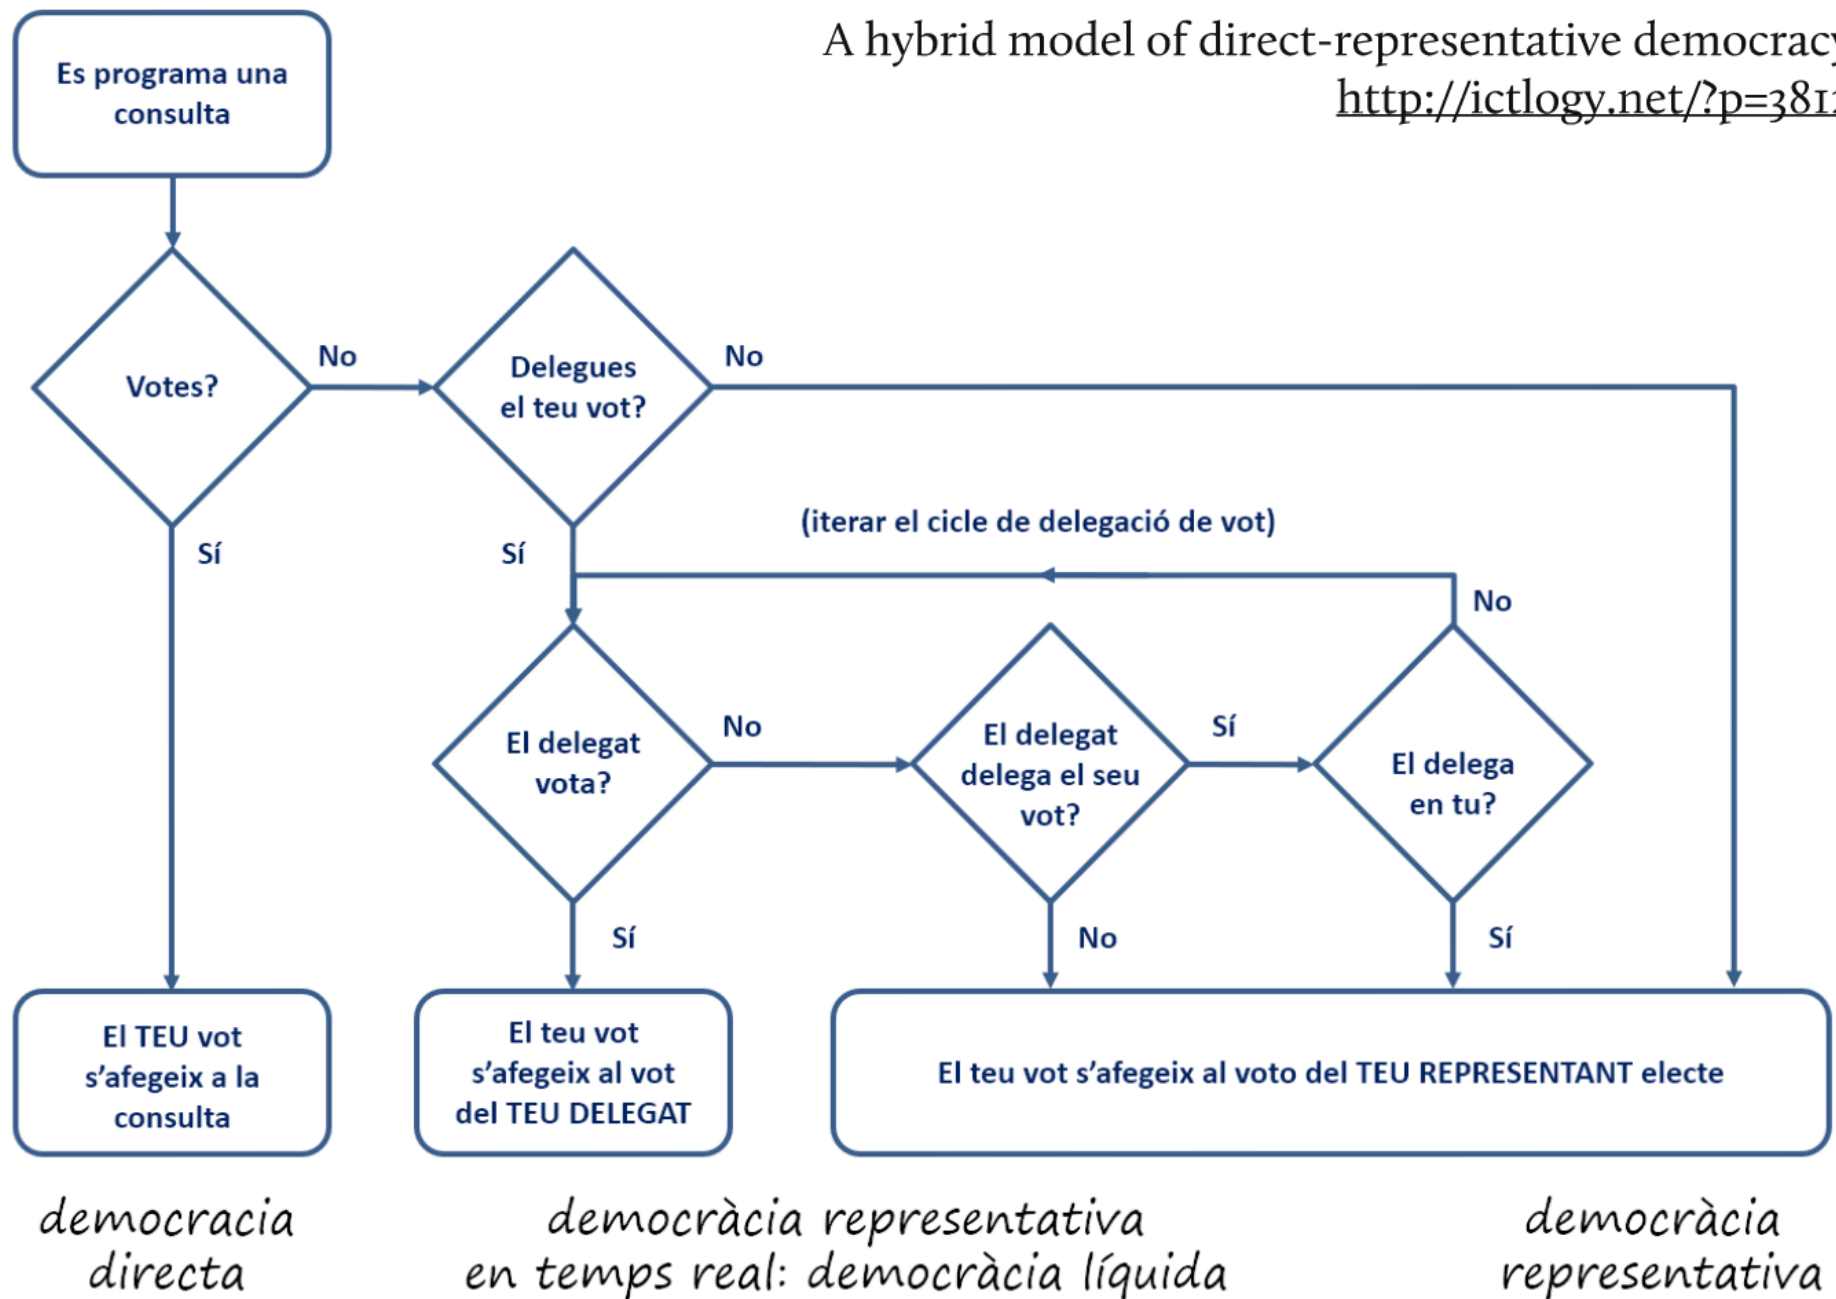 A hybrid model of direct-representative democracy
http://ictlogy.net/?p=3812
Es programa una
consulta
Votes?
No
Sí
Delegues
el teu vot?
No
Sí
(iterar el cicle de delegació de vot)
El delegat
vota?
No
Sí
El delegat
delega el seu
vot?
Sí
No
El delega
en tu?
No
Sí
El TEU vot
s’afegeix a la
consulta
El teu vot
s’afegeix al vot
del TEU DELEGAT
El teu vot s’afegeix al voto del TEU REPRESENTANT electe
democracia
directa
democràcia representativa
en temps real: democràcia líquida
democràcia
representativa